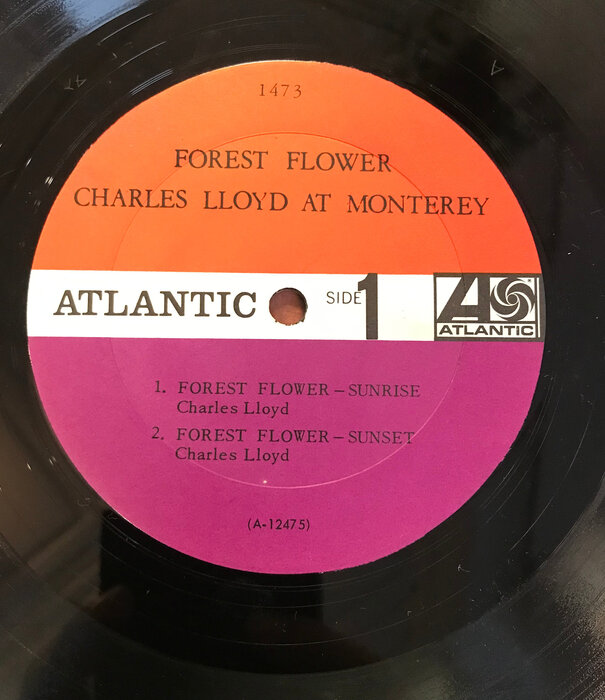 1473
FOREST FLOWER
CHARLES LLOYD AT MONTEREY
ATLANTIC SIDE 1 ATLANTIC
1. FOREST FLOWER – SUNRISE
Charles Lloyd
2. FOREST FLOWER – SUNSET
Charles Lloyd
(A-12475)